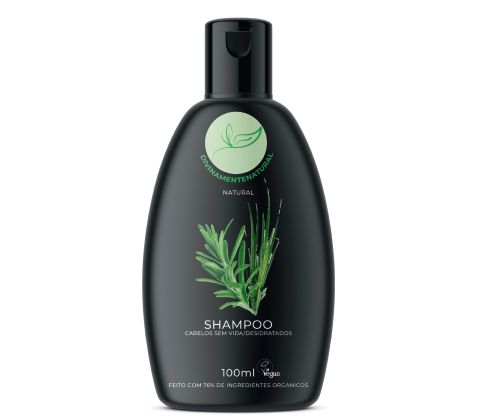 DIVINAMENTENATURAL
NATURAL
SHAMPOO
CABELOS SEM VIDA/DESIDRATADOS
100ml Vegan
FEITO COM 76% DE INGREDIENTES ORGANICOS